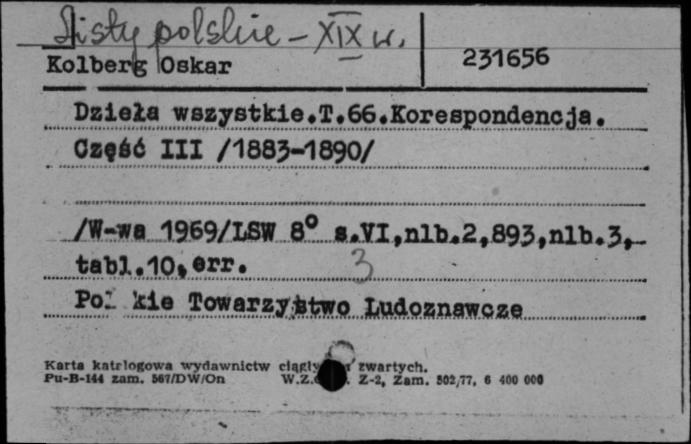 Listy polskie – XIX w.
Kolberg Oskar 231656
Dzieła wszystkie.T.66.Korespondencja.
Część III /1883-1890/
/W-wa 1969/LSW 8° s.VI,nlb.2,893,nlb.3,
tabl.10,err. 3
Pol kie Towarzystwo Ludoznawcze
Karta katalogowa wydawnictw zwartych.
Pu-B-144 zam. 567/DW/On Z-2, Zam. 502/77, 6 400 000